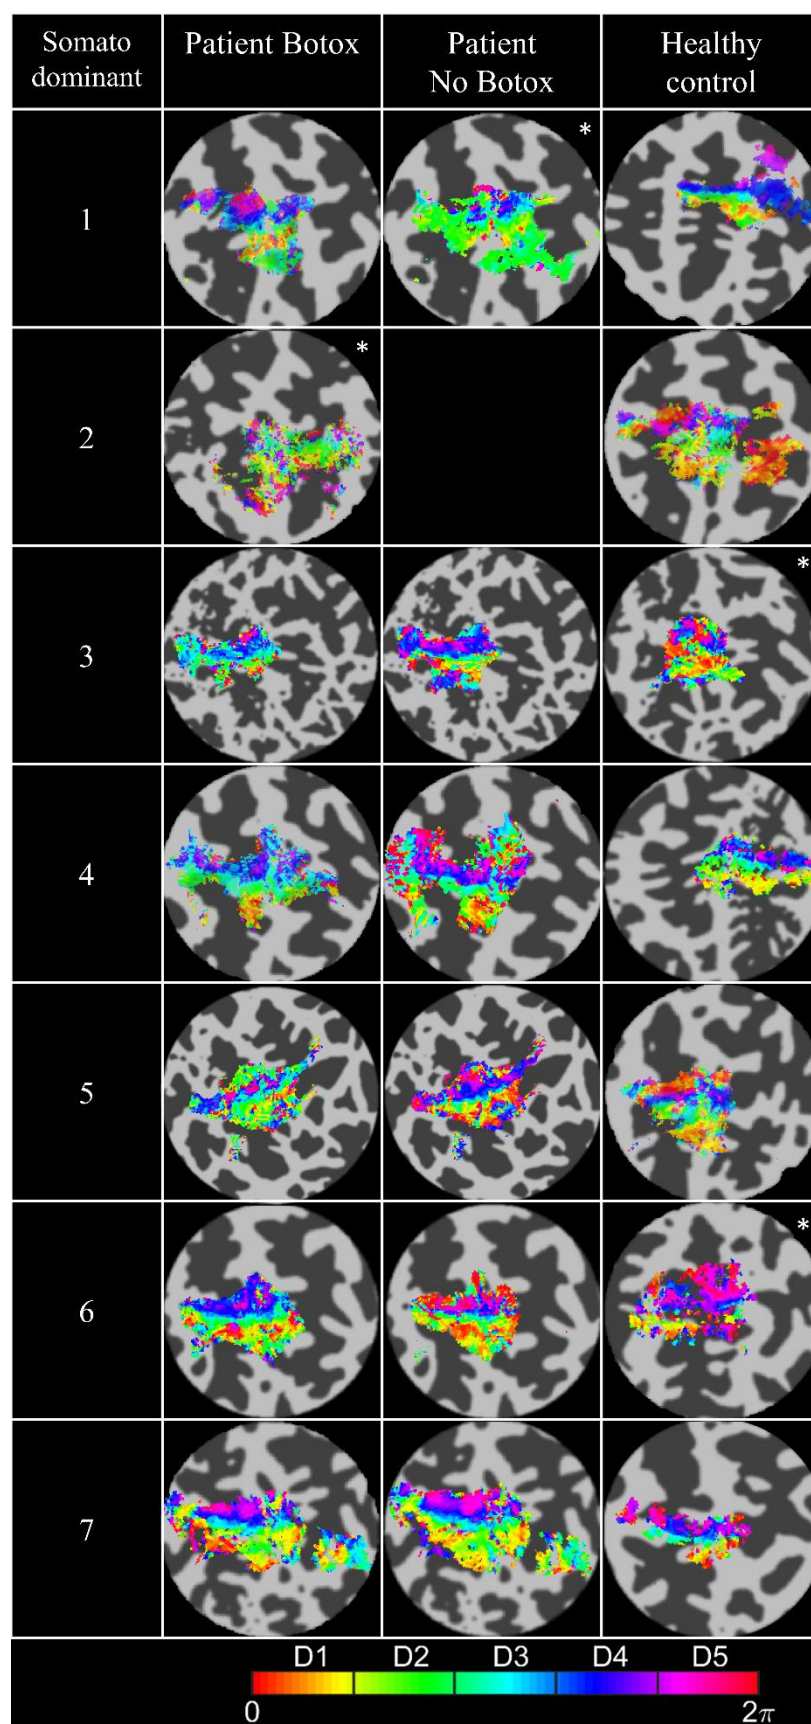 Somato dominant Patient Botox Patient No Botox Healthy control
1 *
2 *
3 *
4
5
6 *
7
D1 D2 D3 D4 D5
0 2π